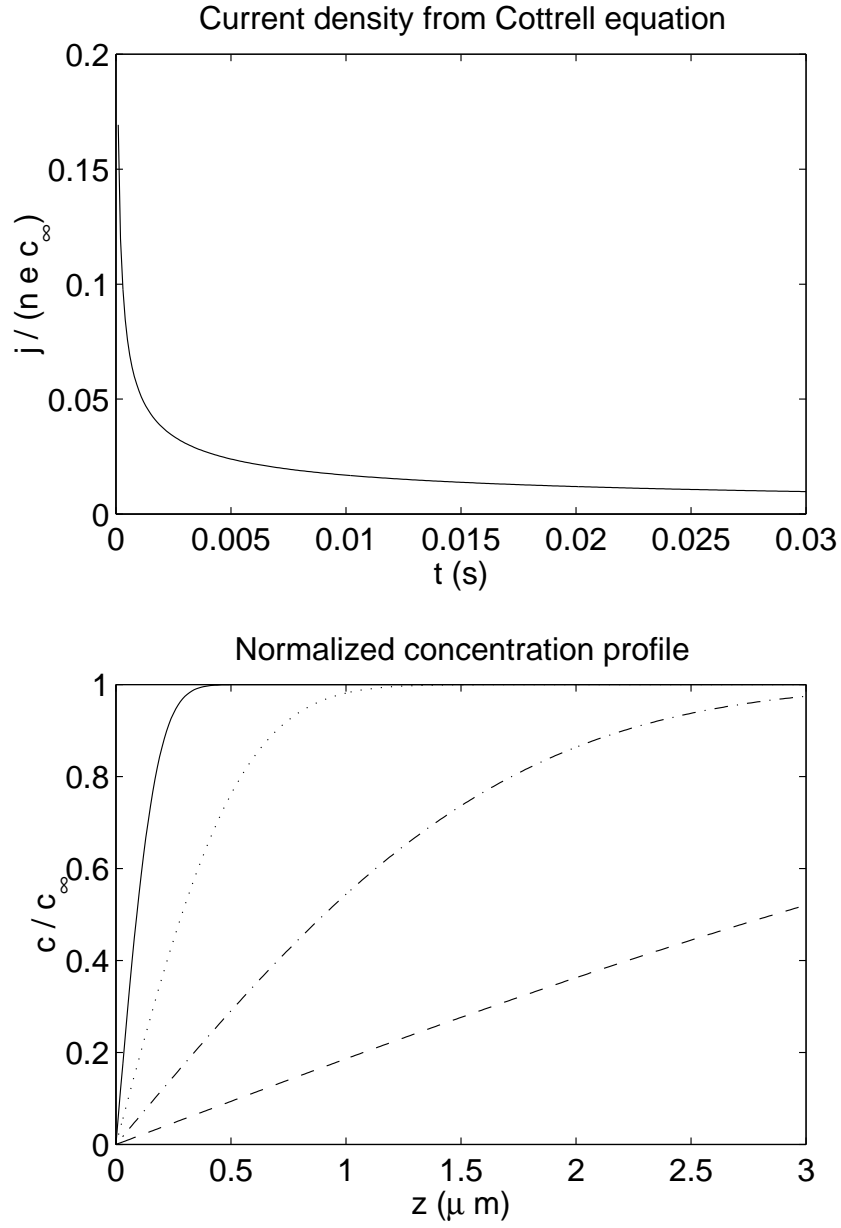 Current density from Cottrell equation
0.2
0.15
0.1
0.05
0
j / (n e c∞)
0 0.005 0.01 0.015 0.02 0.025 0.03
t (s)
Normalized concentration profile
1
0.8
0.6
0.4
0.2
0
c / c∞
0 0.5 1 1.5 2 2.5 3
z (μ m)